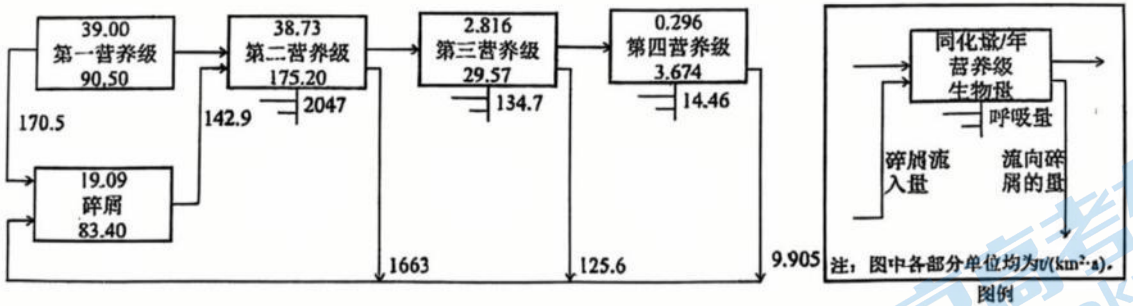 39.00
第一营养级
90.50
38.73
第二营养级
175.20
2.816
第三营养级
29.57
0.296
第四营养级
3.674
2047
134.7
14.46
170.5
142.9
19.09
碎屑
83.40
1663
125.6
9.905
同化量/年
营养级
生物量
呼吸量
碎屑流
入量
流向碎
屑的量
注：图中各部分单位均为t/(km²·a)。
图例